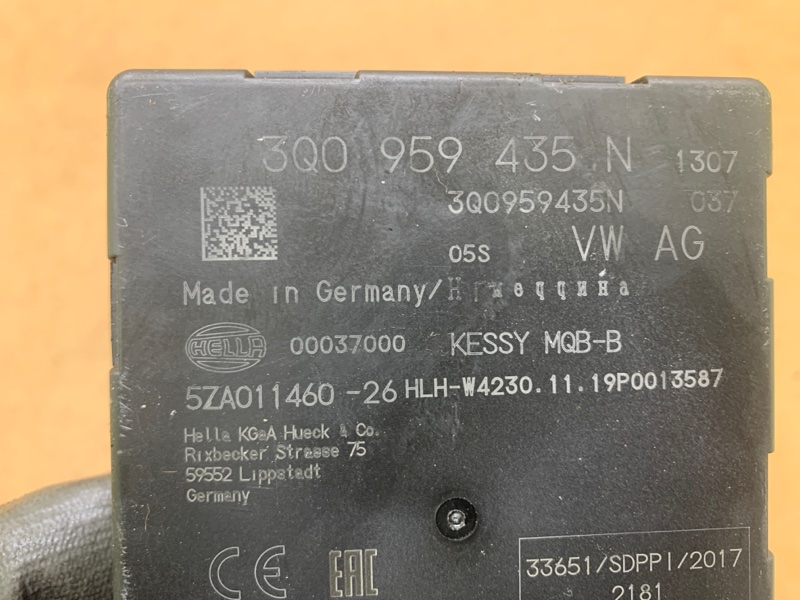 3Q0 959 435 N 1307
3Q0959435N 037
05S VW AG
Made in Germany/
HELLA 00037000 KESSY MQB-B
5ZA011460-26 HLH-W4230.11.19P0013587
Hella KGaA Hueck & Co.
Rixbecker Strasse 75
59552 Lippstadt
Germany
CE EAC
33651/SDPPI/2017
2181